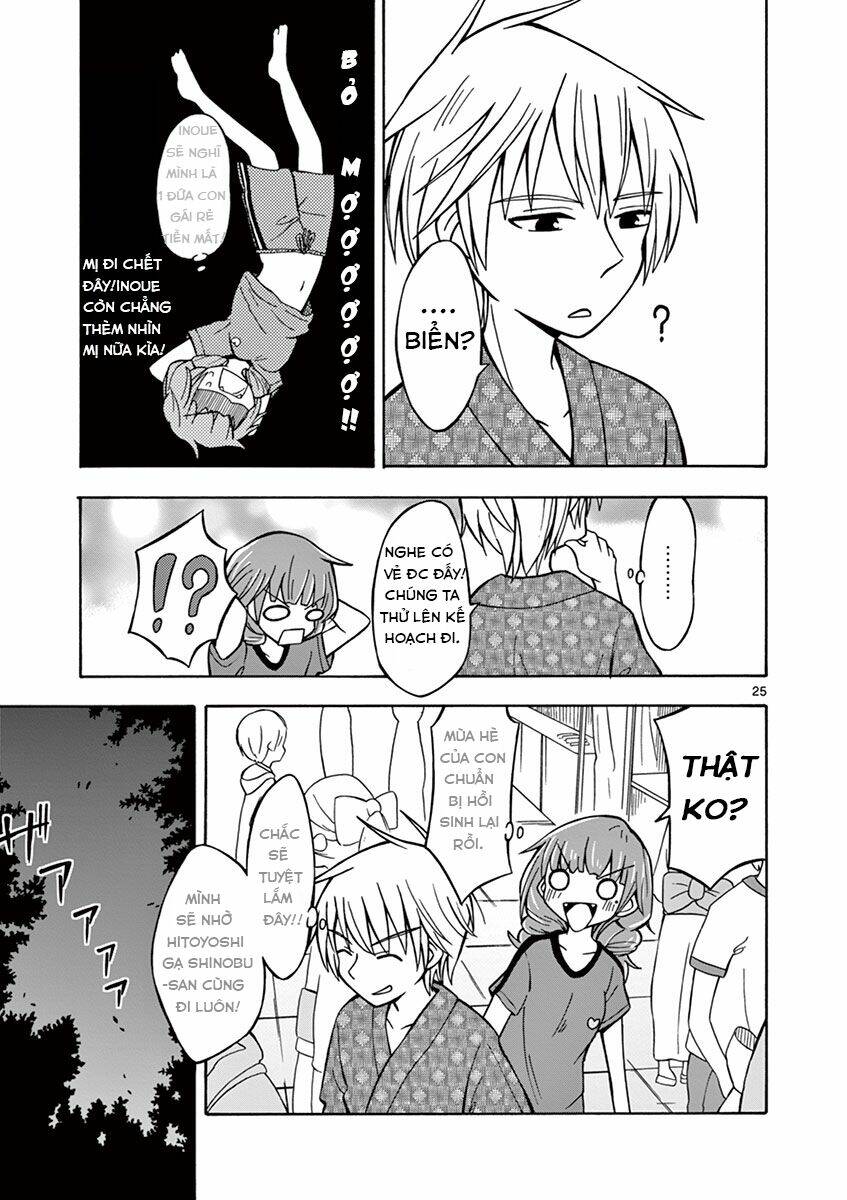 ....
BIỂN?
?
BỎ MỢỢỢỢỢỢ!!
INOUE
SẼ NGHĨ
MÌNH LÀ
1 ĐỨA CON
GÁI RẺ
TIỀN MẤT!
MỊ ĐI CHẾT
ĐÂY!INOUE
CÒN CHẲNG
THÈM NHÌN
MỊ NỮA KÌA!
........
NGHE CÓ
VẺ ĐC ĐẤY!
CHÚNG TA
THỬ LÊN KẾ
HOẠCH ĐI.
!?
25
THẬT
KO?
MÙA HÈ
CỦA CON
CHUẨN
BỊ HỒI
SINH LẠI
RỒI.
CHẮC
SẼ
TUYỆT
LẮM
ĐÂY!!
MÌNH
SẼ NHỜ
HITOYOSHI
GẠ SHINOBU
-SAN CÙNG
ĐI LUÔN!
ザァァァァ